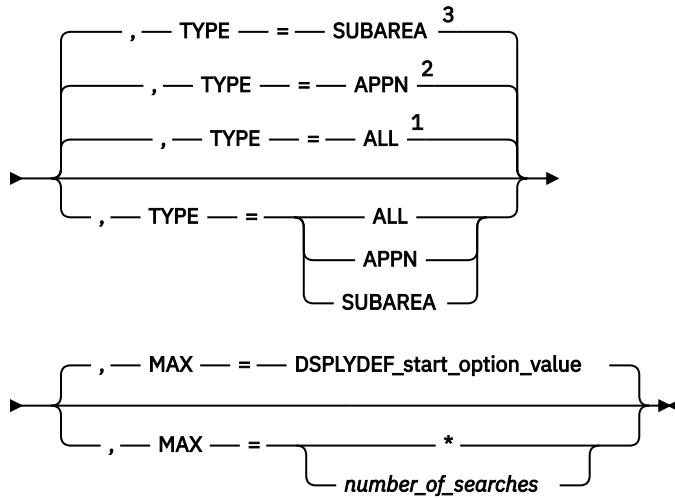 , TYPE = SUBAREA 3
, TYPE = APPN 2
, TYPE = ALL 1
, TYPE = ALL
APPN
SUBAREA
, MAX = DSPLYDEF_start_option_value
, MAX = *
number_of_searches